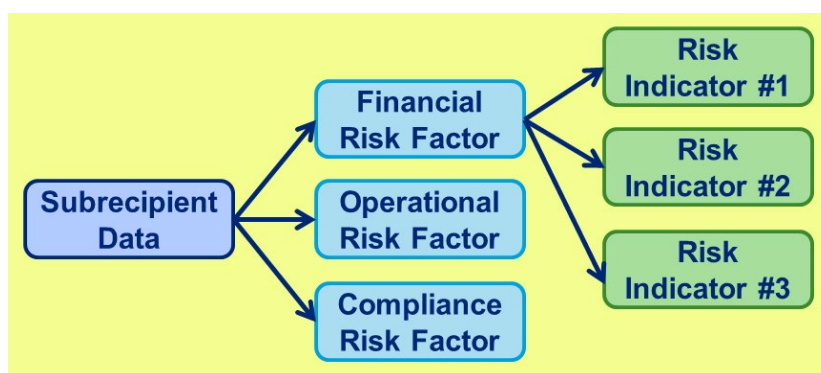 Subrecipient
Data
Financial
Risk Factor
Operational
Risk Factor
Compliance
Risk Factor
Risk
Indicator #1
Risk
Indicator #2
Risk
Indicator #3